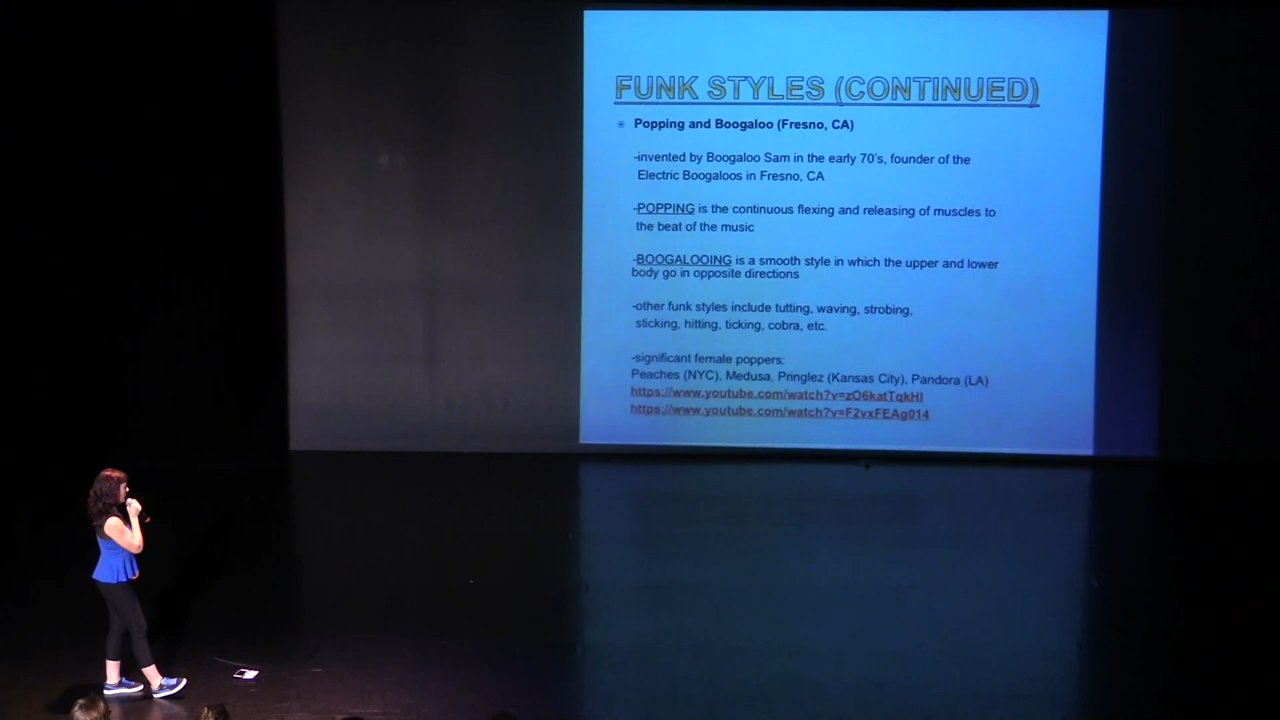 FUNK STYLES (CONTINUED)
Popping and Boogaloo (Fresno, CA)
-invented by Boogaloo Sam in the early 70's, founder of the
Electric Boogaloos in Fresno, CA
-POPPING is the continuous flexing and releasing of muscles to
the beat of the music
-BOOGALOOING is a smooth style in which the upper and lower
body go in opposite directions
-other funk styles include tutting, waving, strobing,
sticking, hitting, ticking, cobra, etc.
-significant female poppers:
Peaches (NYC), Medusa, Pringlez (Kansas City), Pandora (LA)
https://www.youtube.com/watch?v=zO6katTqkHI
https://www.youtube.com/watch?v=F2vxFEAg014